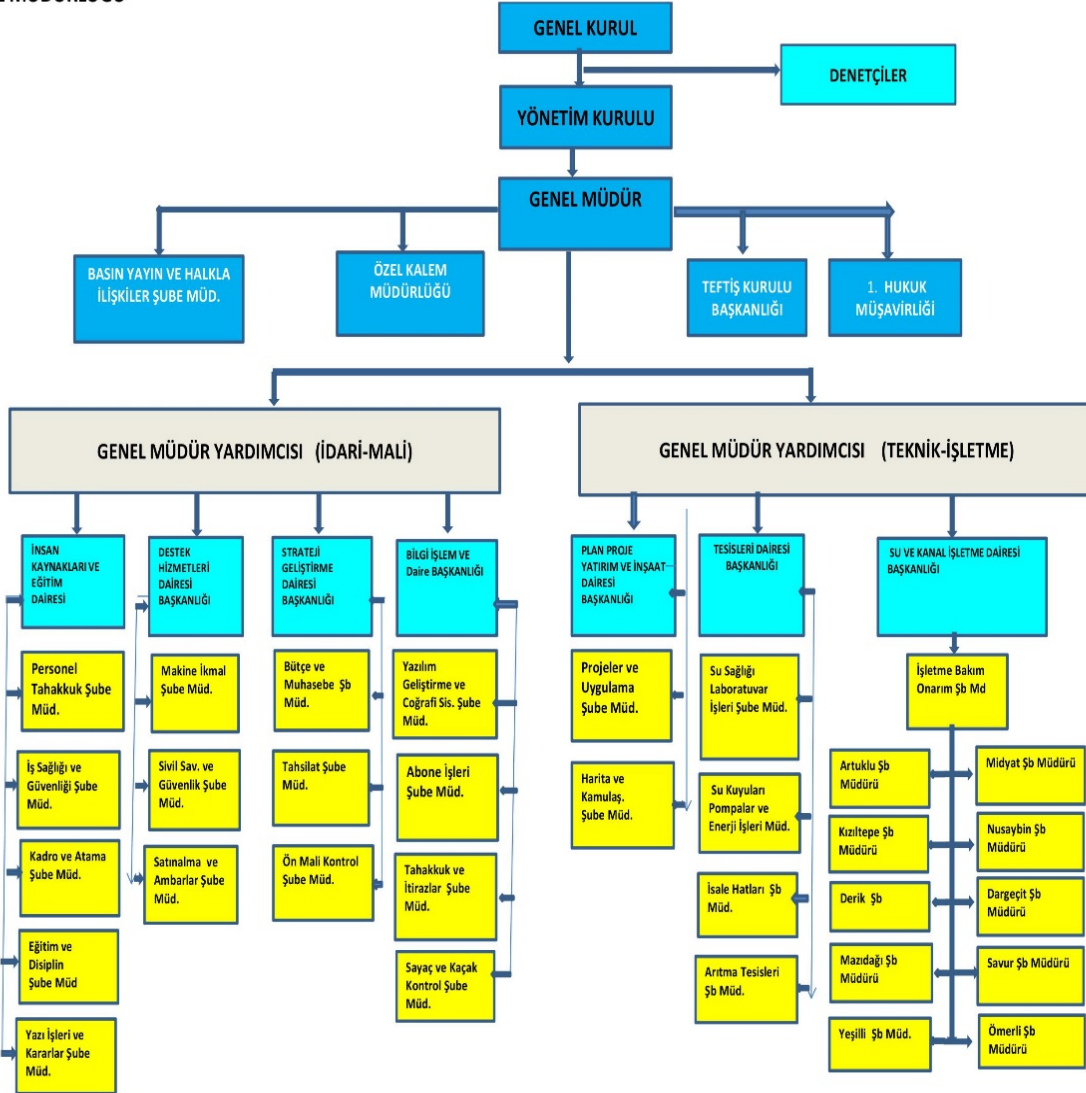 GENEL KURUL
DENETÇİLER
YÖNETİM KURULU
GENEL MÜDÜR
BASIN YAYIN VE HALKLA
İLİŞKİLER ŞUBE MÜD.
ÖZEL KALEM
MÜDÜRLÜĞÜ
TEFTİŞ KURULU
BAŞKANLIĞI
1. HUKUK
MÜŞAVİRLİĞİ
GENEL MÜDÜR YARDIMCISI (İDARİ-MALİ)
GENEL MÜDÜR YARDIMCISI (TEKNİK-İŞLETME)
İNSAN
KAYNAKLARI VE
EĞİTİM
DAİRESİ
DESTEK
HİZMETLERİ
DAİRESİ
BAŞKANLIĞI
STRATEJİ
GELİŞTİRME
DAİRESİ
BAŞKANLIĞI
BİLGİ İŞLEM VE
Daire BAŞKANLIĞI
PLAN PROJE
YATIRIM VE İNŞAAT
DAİRESİ
BAŞKANLIĞI
TESİSLERİ DAİRESİ
BAŞKANLIĞI
SU VE KANAL İŞLETME DAİRESİ
BAŞKANLIĞI
Personel
Tahakkuk Şube
Müd.
İş Sağlığı ve
Güvenliği Şube
Müd.
Kadro ve Atama
Şube Müd.
Eğitim ve
Disiplin
Şube Müd
Yazı İşleri ve
Kararlar Şube
Müd.
Makine İkmal
Şube Müd.
Sivil Sav. ve
Güvenlik Şube
Müd.
Satınalma ve
Ambarlar Şube
Müd.
Bütçe ve
Muhasebe Şb
Müd.
Tahsilat Şube
Müd.
Ön Mali Kontrol
Şube Müd.
Yazılım
Geliştirme ve
Coğrafi Sis. Şube
Müd.
Abone İşleri
Şube Müd.
Tahakkuk ve
İtirazlar Şube
Müd.
Sayaç ve Kaçak
Kontrol Şube
Müd.
Projeler ve
Uygulama
Şube Müd.
Harita ve
Kamulaş.
Şube Müd.
Su Sağlığı
Laboratuvar
İşleri Şube Müd.
Su Kuyuları
Pompalar ve
Enerji İşleri Müd.
İsale Hatları Şb
Müd.
Arıtma Tesisleri
Şb Müd.
İşletme Bakım
Onarım Şb Md
Artuklu Şb
Müdürü
Midyat Şb Müdürü
Kızıltepe Şb
Müdürü
Nusaybin Şb
Müdürü
Derik Şb
Dargeçit Şb
Müdürü
Mazıdağı Şb
Müdürü
Savur Şb Müdürü
Yeşilli Şb Müd.
Ömerli Şb
Müdürü